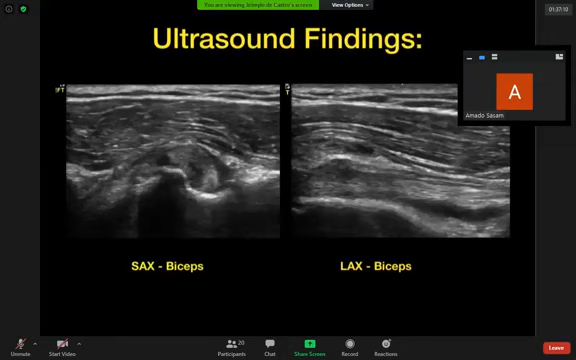 You are viewing Jeimylo de Castro's screen
View Options
01:37:10
Ultrasound Findings:
A
Amado Sasam
SAX - Biceps
LAX - Biceps
Unmute
Start Video
20
Participants
Chat
Share Screen
Record
Reactions
Leave